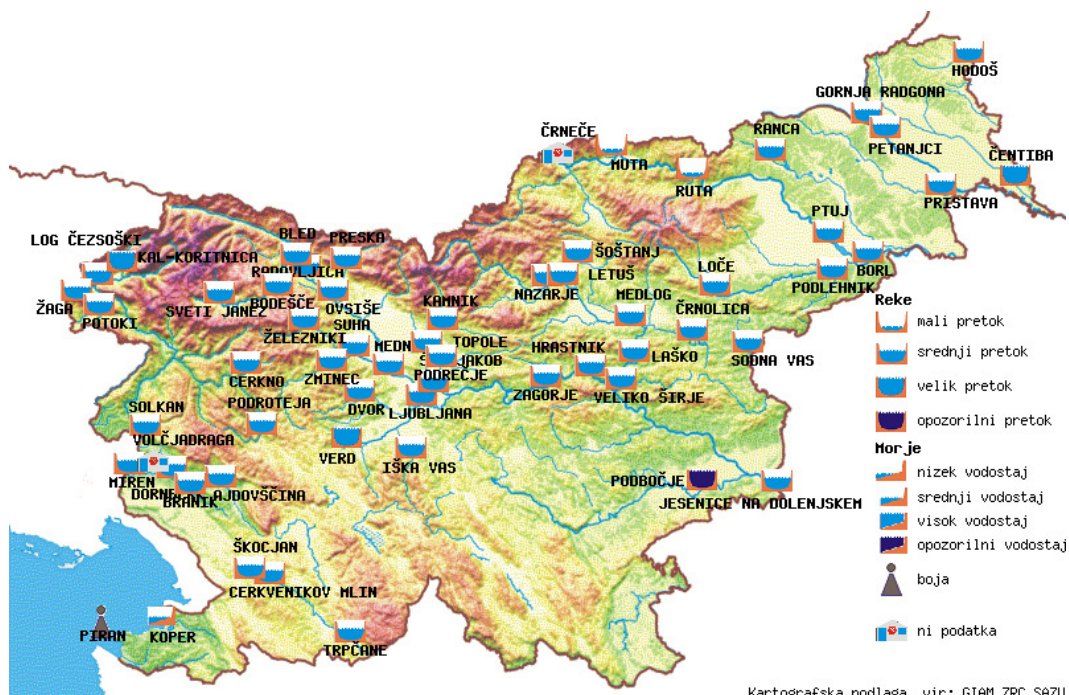 HODOŠ
GORNJA RADGONA
PETANJCI
RANCA
ČRNEČE
MUTA
RUTA
ČENTIBA
PRISTAVA
PTUJ
BORL
PODLEHNIK
LOG ČEZSOŠKI
KAL-KORITNICA
BLED
PRESKA
RADOVLJICA
ŠOŠTANJ
LETUŠ
NAZARJE
LOČE
MEDLOG
ČRNOLICA
ŽAGA
POTOKI
SVETI JANEZ
BODEŠČE
OVSIŠE
KAMNIK
ŽELEZNIKI
SUHA
TOPOLE
HRASTNIK
LAŠKO
SODNA VAS
CERKNO
ZMINEC
PODREČJE
ZAGORJE
VELIKO ŠIRJE
PODROTEJA
DVOR
LJUBLJANA
SOLKAN
VOLČJADRAGA
VERD
IŠKA VAS
MIREN
BRANIK
AJDOVŠČINA
PODBOČJE
JESENICE NA DOLENJSKEM
ŠKOCJAN
CERKVENIKOV MLIN
PIRAN
KOPER
TRPČANE
Reke
mali pretok
srednji pretok
velik pretok
opozorilni pretok
Morje
nizek vodostaj
srednji vodostaj
visok vodostaj
opozorilni vodostaj
boja
ni podatka
Kartografska podlaga, vir: GIAM ZRC SAZU